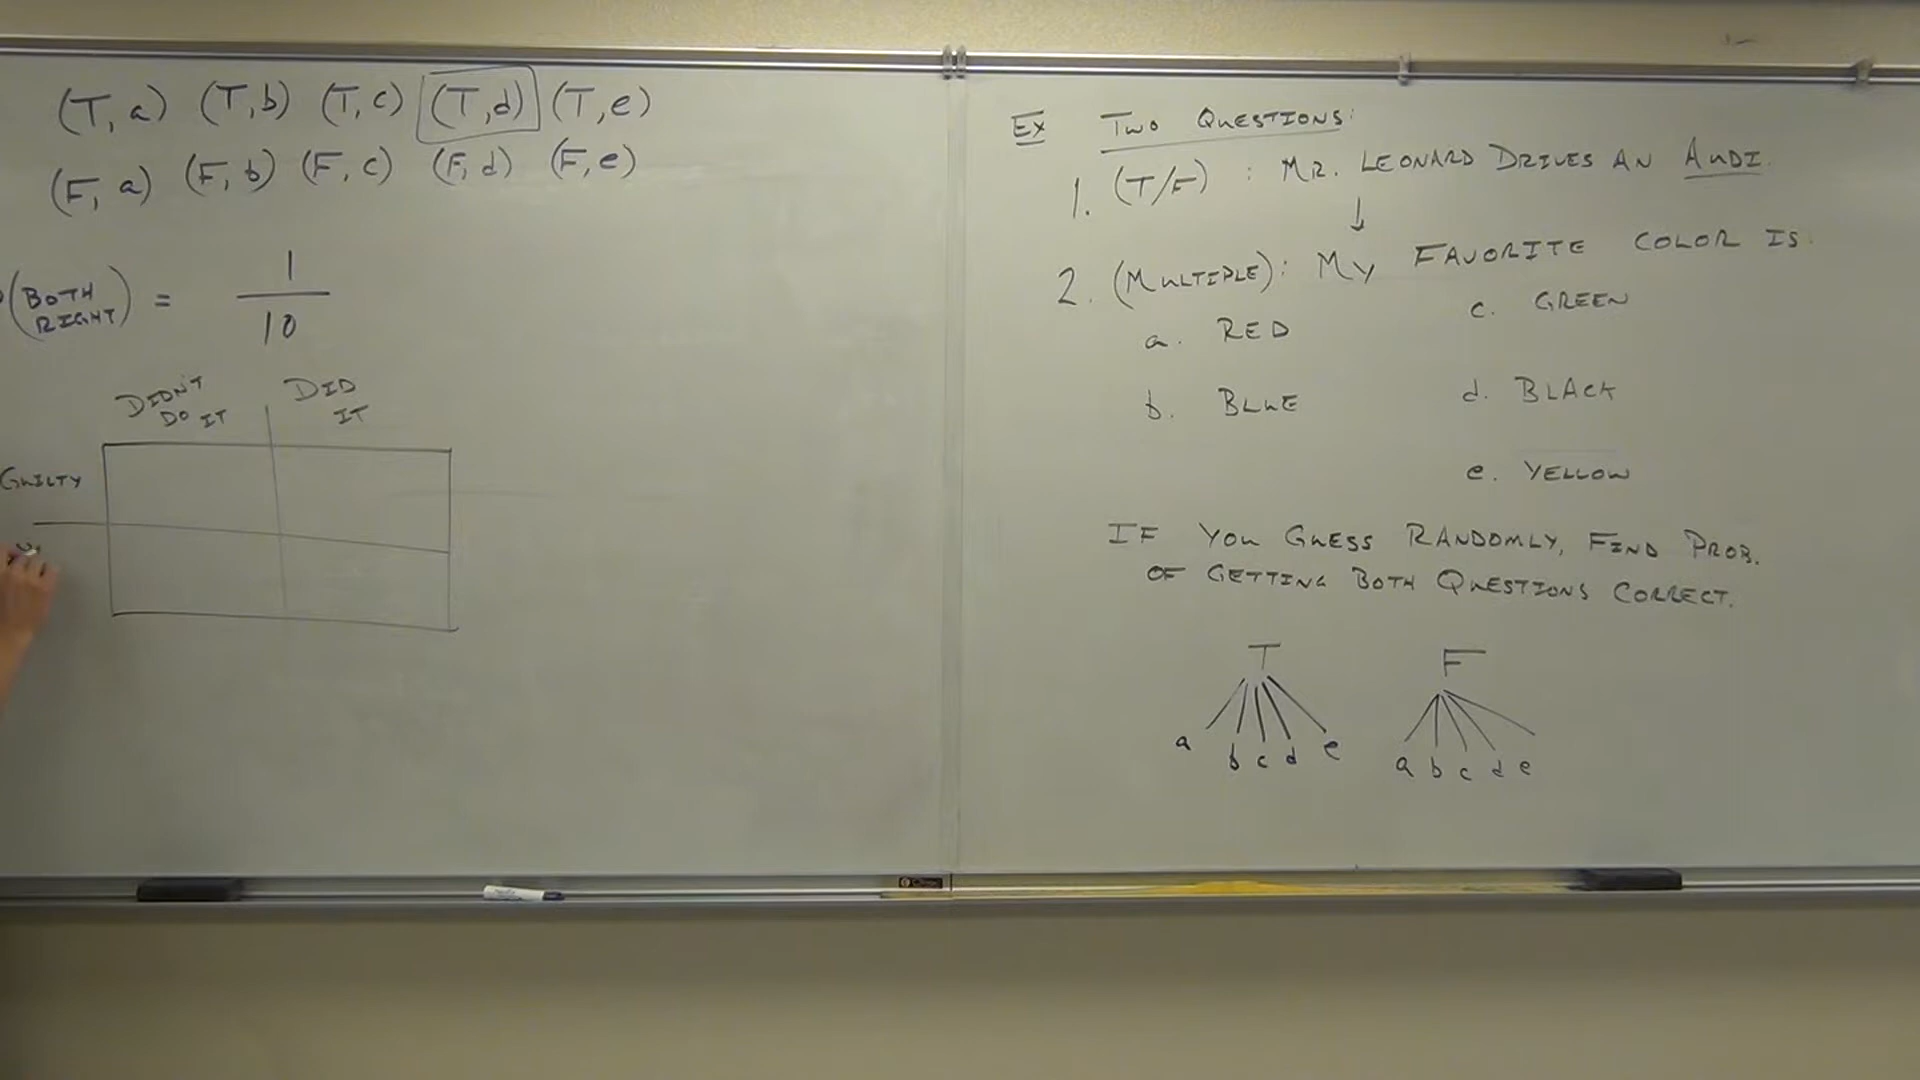 (T, a) (T, b) (T, c) (T, d) (T, e)
(F, a) (F, b) (F, c) (F, d) (F, e)
(BOTH
RIGHT) = 1
10
DIDN'T
DO IT
DID
IT
GUILTY
EX TWO QUESTIONS:
1. (T/F) : MR. LEONARD DRIVES AN AUDI.
↓
2. (MULTIPLE): MY FAVORITE COLOR IS:
a. RED
b. BLUE
c. GREEN
d. BLACK
e. YELLOW
IF YOU GUESS RANDOMLY, FIND PROB.
OF GETTING BOTH QUESTIONS CORRECT.
T
a b c d e
F
a b c d e